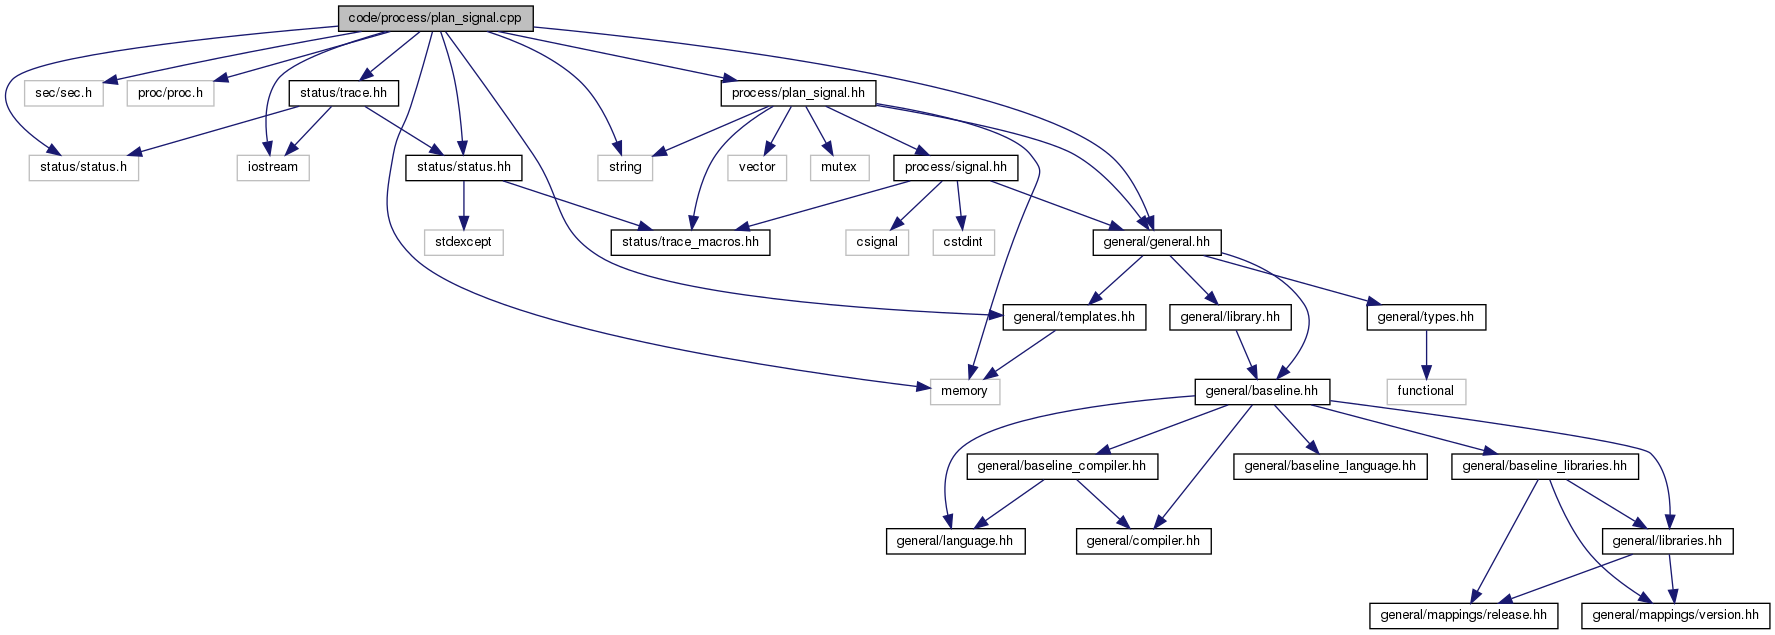 code/process/plan_signal.cpp
sec/sec.h
proc/proc.h
status/trace.hh
process/plan_signal.hh
status/status.h
iostream
status/status.hh
string
vector
mutex
process/signal.hh
stdexcept
status/trace_macros.hh
csignal
cstdint
general/general.hh
general/templates.hh
general/library.hh
general/types.hh
memory
general/baseline.hh
functional
general/baseline_compiler.hh
general/baseline_language.hh
general/baseline_libraries.hh
general/language.hh
general/compiler.hh
general/libraries.hh
general/mappings/release.hh
general/mappings/version.hh